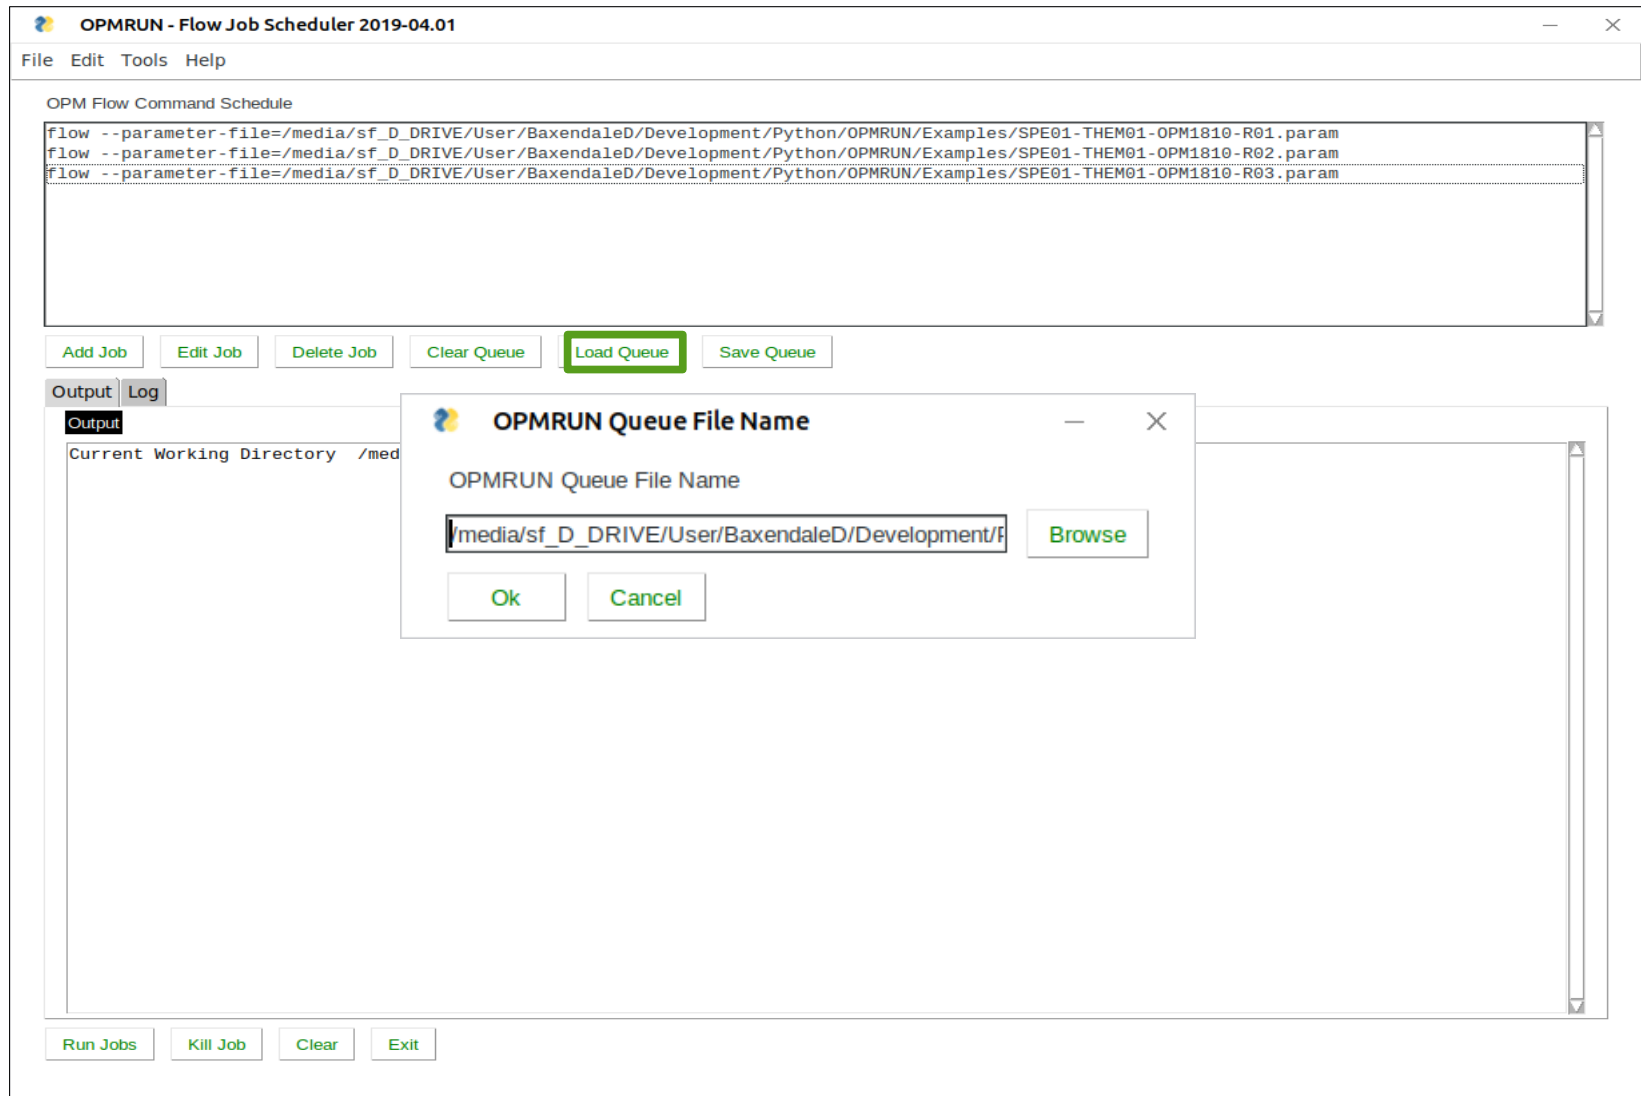 OPMRUN - Flow Job Scheduler 2019-04.01
File Edit Tools Help
OPM Flow Command Schedule
flow --parameter-file=/media/sf_D_DRIVE/User/BaxendaleD/Development/Python/OPMRUN/Examples/SPE01-THEM01-OPM1810-R01.param
flow --parameter-file=/media/sf_D_DRIVE/User/BaxendaleD/Development/Python/OPMRUN/Examples/SPE01-THEM01-OPM1810-R02.param
flow --parameter-file=/media/sf_D_DRIVE/User/BaxendaleD/Development/Python/OPMRUN/Examples/SPE01-THEM01-OPM1810-R03.param
Add Job Edit Job Delete Job Clear Queue Load Queue Save Queue
Output Log
Output
Current Working Directory /med
OPMRUN Queue File Name
OPMRUN Queue File Name
/media/sf_D_DRIVE/User/BaxendaleD/Development/P Browse
Ok Cancel
Run Jobs Kill Job Clear Exit